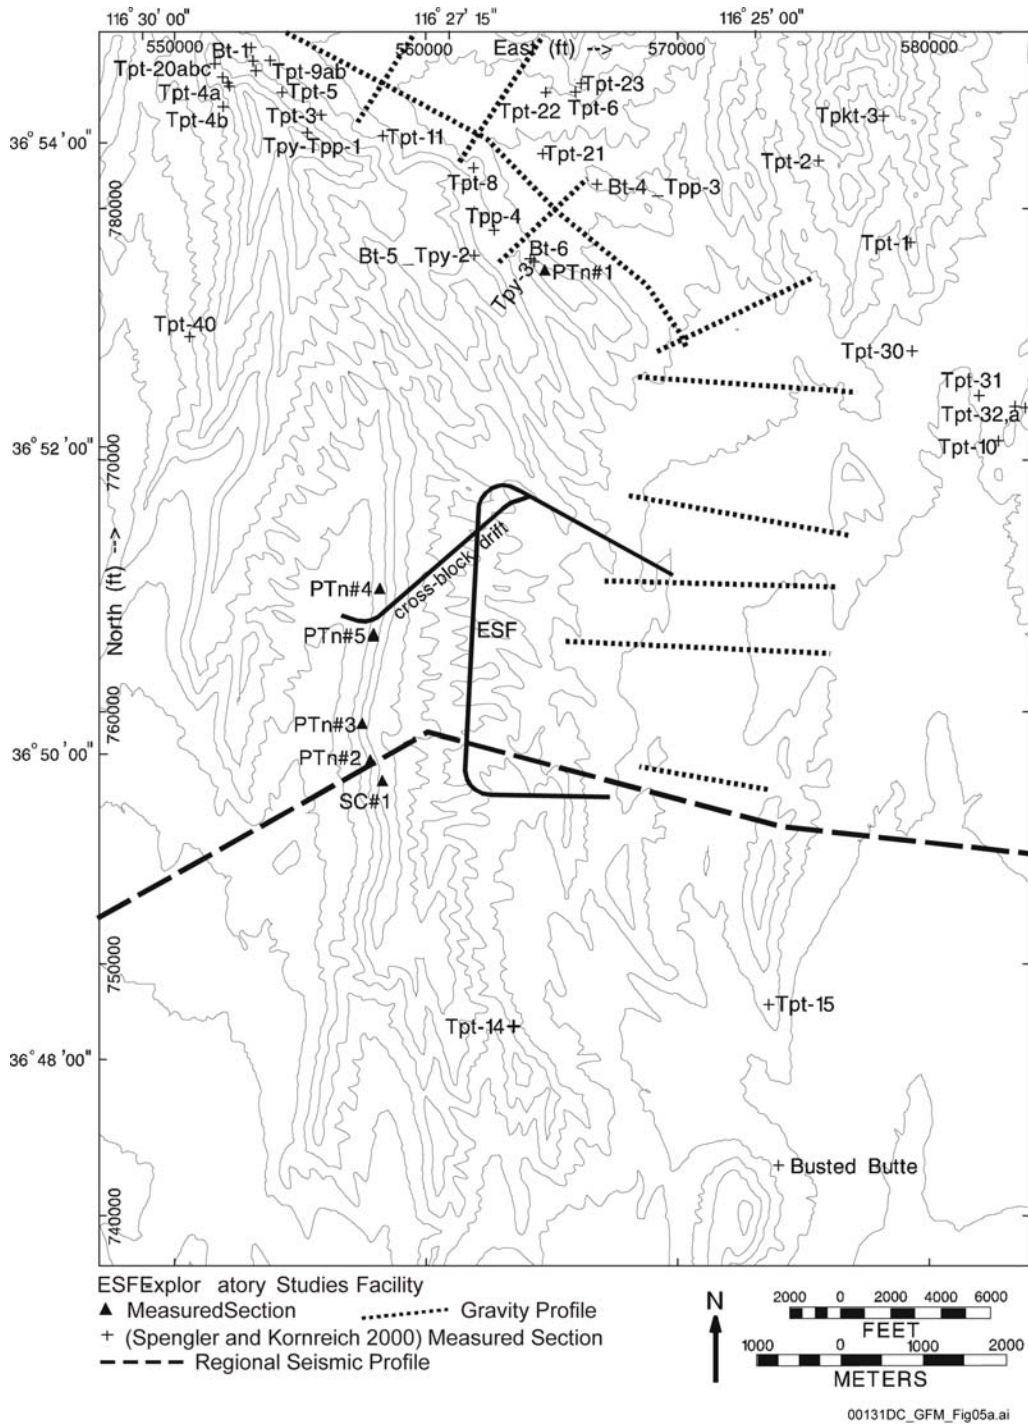 116° 30 ' 00"
116° 27 ' 15"
116° 25 ' 00"
550000
560000
East (ft) -->
570000
580000
Bt-1
Tpt-20abc
Tpt-9ab
Tpt-4a
Tpt-5
Tpt-4b
Tpt-3
Tpy-Tpp-1
Tpt-11
Tpt-23
Tpt-22
Tpt-6
Tpkt-3
36° 54 ' 00"
Tpt-21
Tpt-2
Tpt-8
Bt-4_Tpp-3
780000
Tpp-4
Tpt-1
Bt-5_Tpy-2
Bt-6
Tpy-3
PTn#1
Tpt-40
Tpt-30
Tpt-31
Tpt-32,a
Tpt-10
36° 52 ' 00"
770000
North (ft) -->
cross-block drift
PTn#4
PTn#5
ESF
PTn#3
760000
36° 50 ' 00"
PTn#2
SC#1
750000
Tpt-15
Tpt-14
36° 48 ' 00"
Busted Butte
740000
ESFExplor atory Studies Facility
MeasuredSection
Gravity Profile
(Spengler and Kornreich 2000) Measured Section
Regional Seismic Profile
N
2000 0 2000 4000 6000
FEET
1000 0 1000 2000
METERS
00131DC_GFM_Fig05a.ai